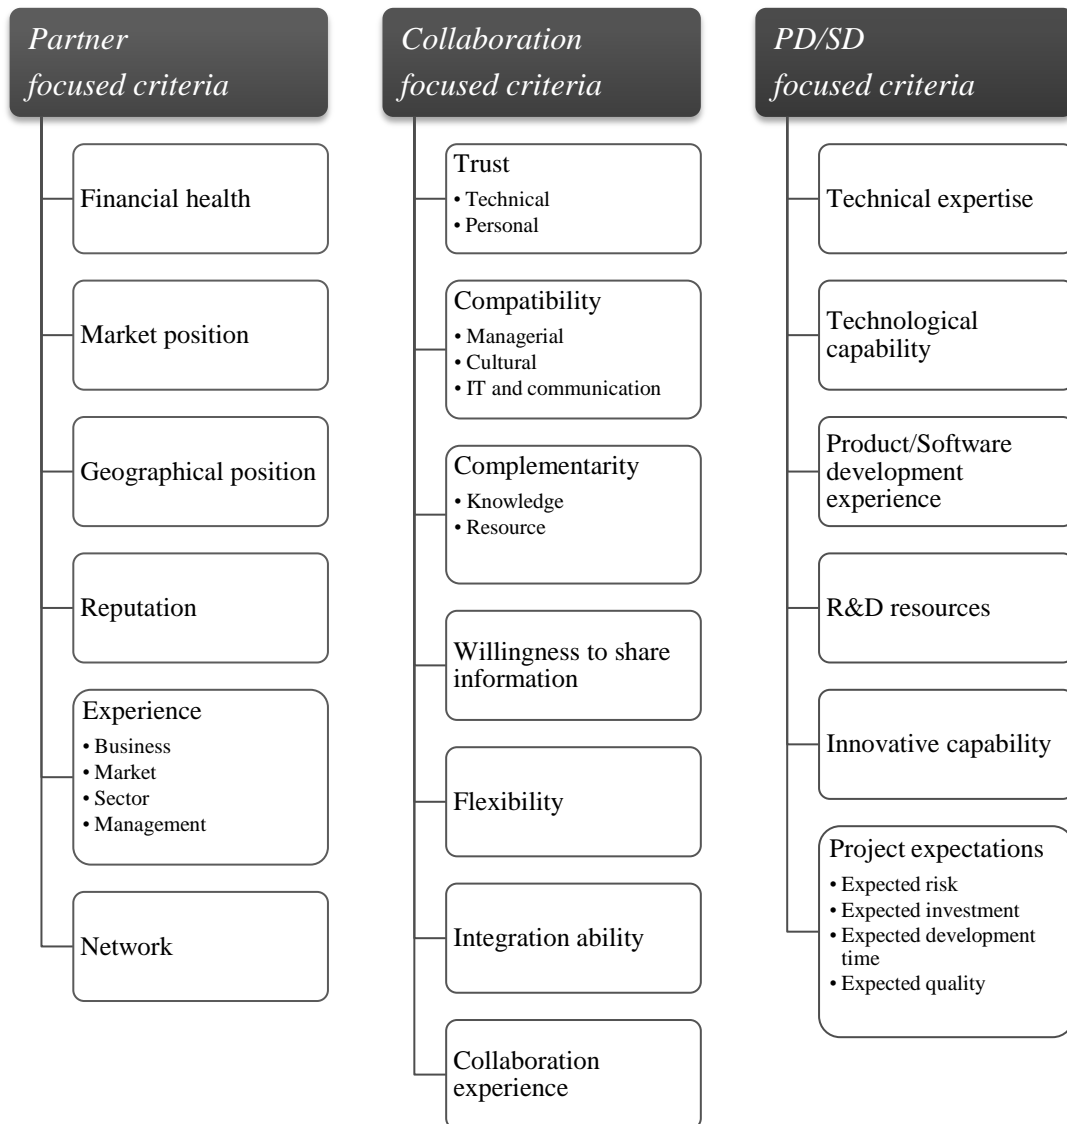 Partner
focused criteria
Financial health
Market position
Geographical position
Reputation
Experience
• Business
• Market
• Sector
• Management
Network
Collaboration
focused criteria
Trust
• Technical
• Personal
Compatibility
• Managerial
• Cultural
• IT and communication
Complementarity
• Knowledge
• Resource
Willingness to share
information
Flexibility
Integration ability
Collaboration
experience
PD/SD
focused criteria
Technical expertise
Technological
capability
Product/Software
development
experience
R&D resources
Innovative capability
Project expectations
• Expected risk
• Expected investment
• Expected development
time
• Expected quality